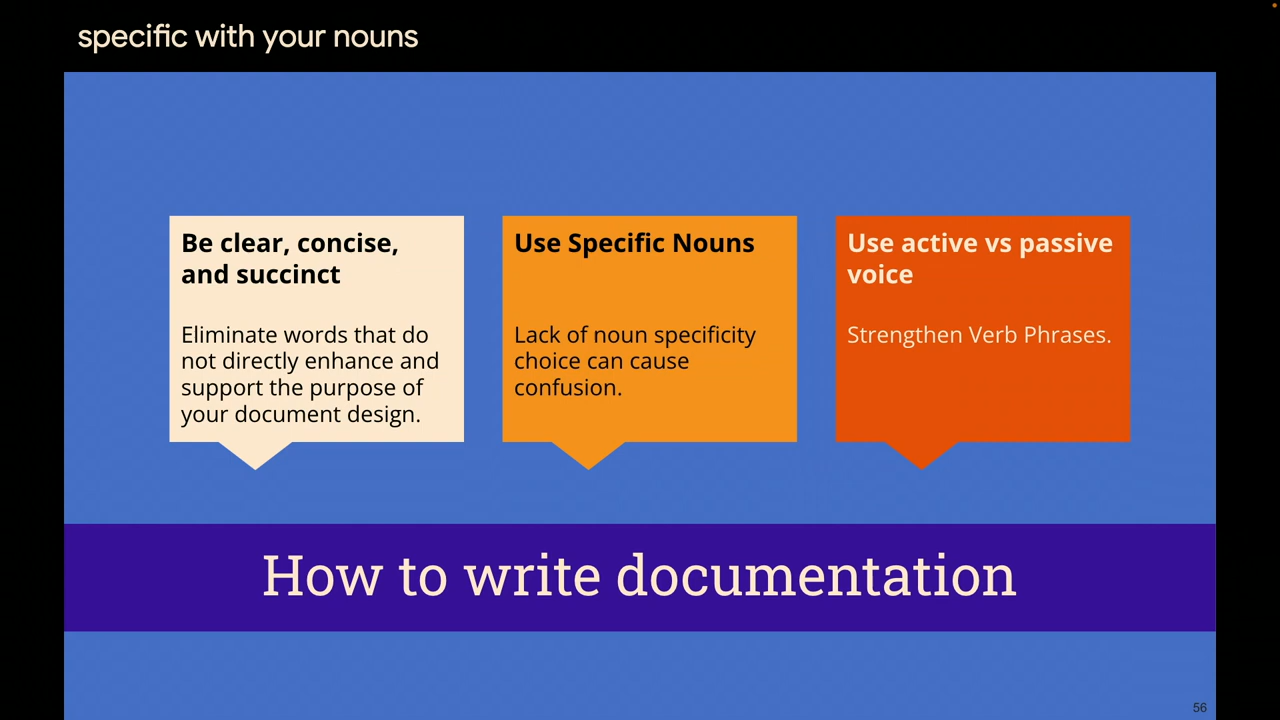 specific with your nouns
Be clear, concise,
and succinct
Eliminate words that do
not directly enhance and
support the purpose of
your document design.
Use Specific Nouns
Lack of noun specificity
choice can cause
confusion.
Use active vs passive
voice
Strengthen Verb Phrases.
How to write documentation
56